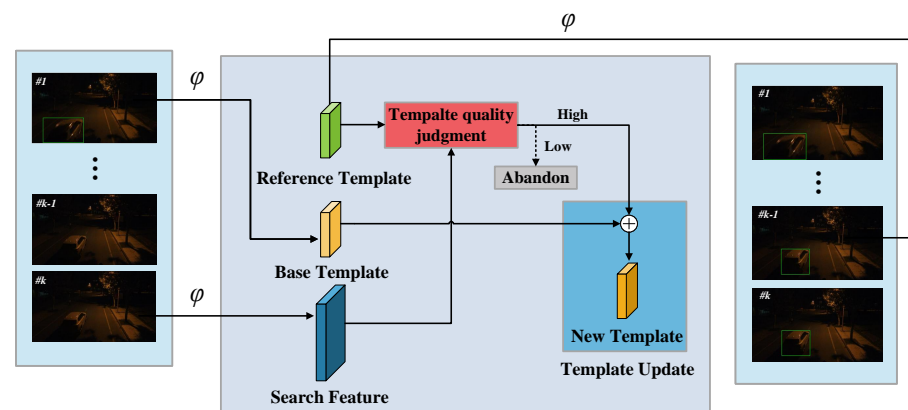 φ
φ
#1
#k-1
#k
φ
Reference Template
Tempalte quality
judgment
High
Low
Abandon
Base Template
Search Feature
New Template
Template Update
#1
#k-1
#k